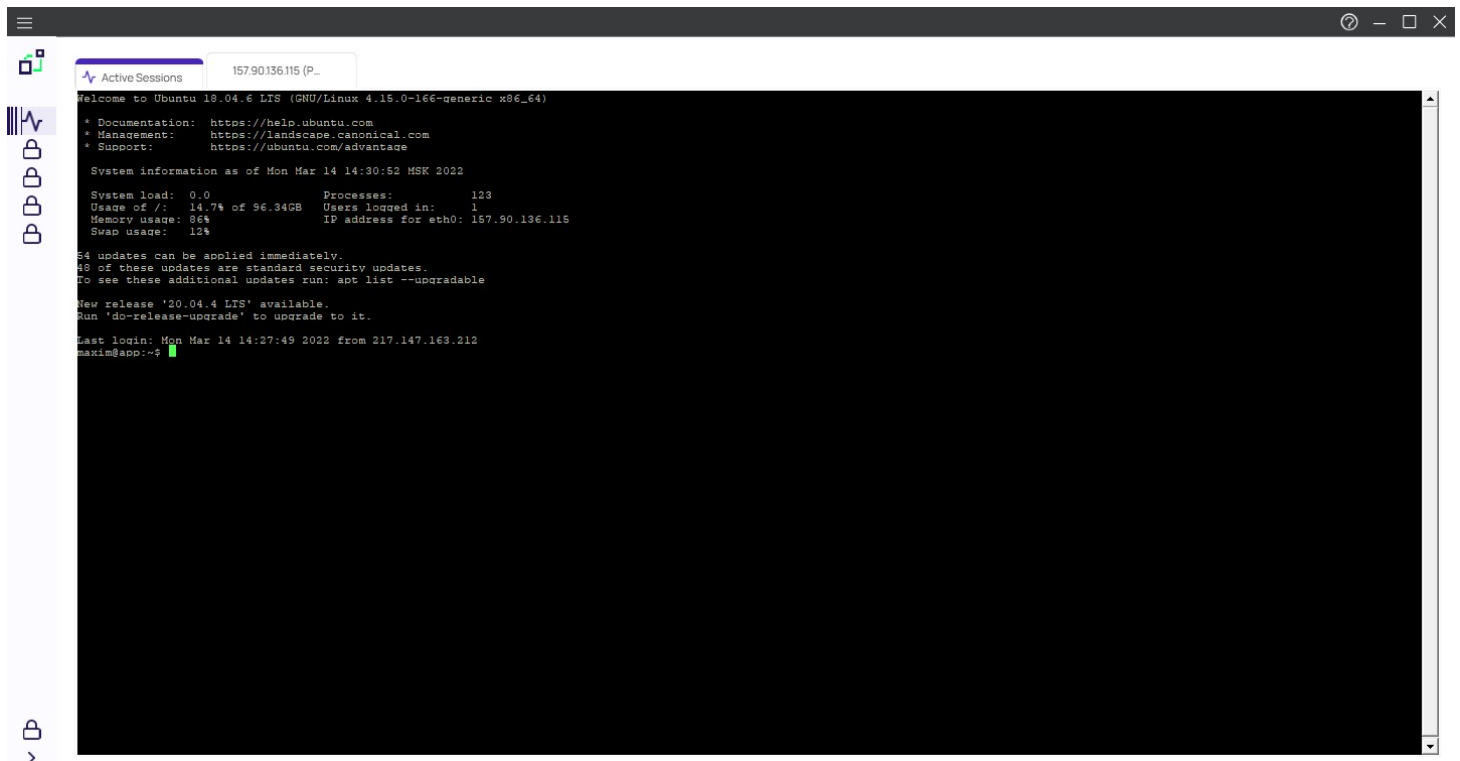 Active Sessions
157.90.136.115 (P...
Welcome to Ubuntu 18.04.6 LTS (GNU/Linux 4.15.0-166-generic x86_64)
* Documentation: https://help.ubuntu.com
* Management: https://landscape.canonical.com
* Support: https://ubuntu.com/advantage
System information as of Mon Mar 14 14:30:52 MSK 2022
System load: 0.0 Processes: 123
Usage of /: 14.7% of 96.34GB Users logged in: 1
Memory usage: 86% IP address for eth0: 157.90.136.115
Swap usage: 12%
54 updates can be applied immediately.
48 of these updates are standard security updates.
To see these additional updates run: apt list --upgradable
New release '20.04.4 LTS' available.
Run 'do-release-upgrade' to upgrade to it.
Last login: Mon Mar 14 14:27:49 2022 from 217.147.163.212
maxim@app:~$